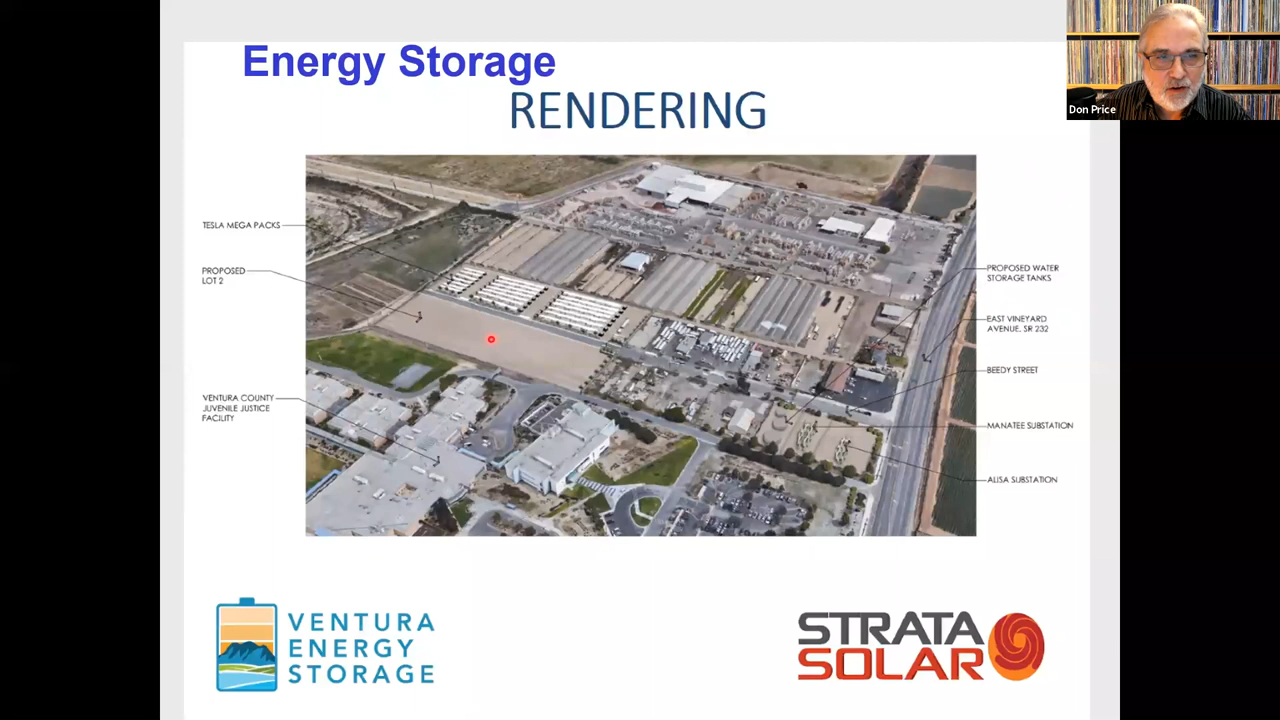 Energy Storage
RENDERING
Don Price
TESLA MEGA PACKS
PROPOSED
LOT 2
VENTURA COUNTY
JUVENILE JUSTICE
FACILITY
PROPOSED WATER
STORAGE TANKS
EAST VINEYARD
AVENUE, SR 232
BEEDY STREET
MANATEE SUBSTATION
ALISA SUBSTATION
VENTURA
ENERGY
STORAGE
STRATA
SOLAR